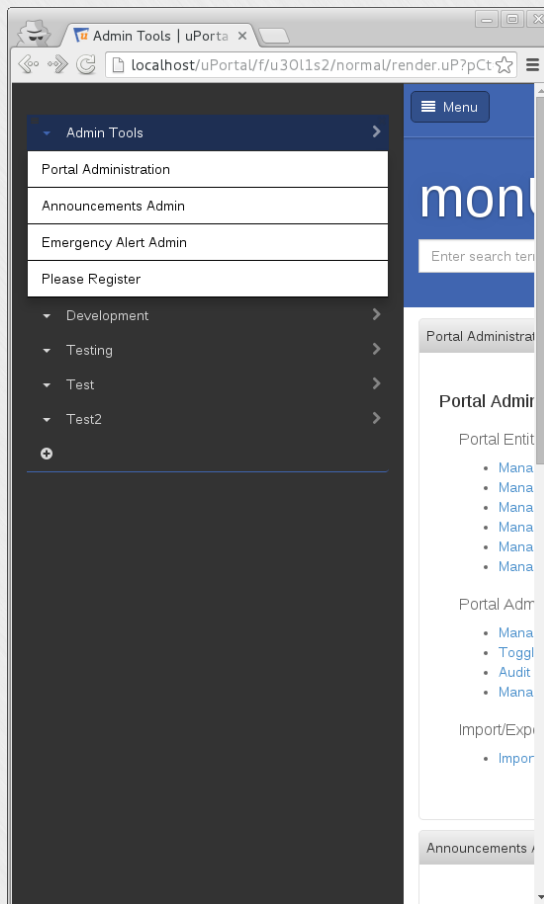 Admin Tools | uPorta
localhost/uPortal/f/u30l1s2/normal/render.uP?pCt
Admin Tools
Portal Administration
Announcements Admin
Emergency Alert Admin
Please Register
Development
Testing
Test
Test2
Menu
monU
Enter search ter
Portal Administrat
Portal Admir
Portal Entit
Mana
Mana
Mana
Mana
Mana
Mana
Portal Adm
Mana
Toggl
Audit
Mana
Import/Expo
Impor
Announcements A